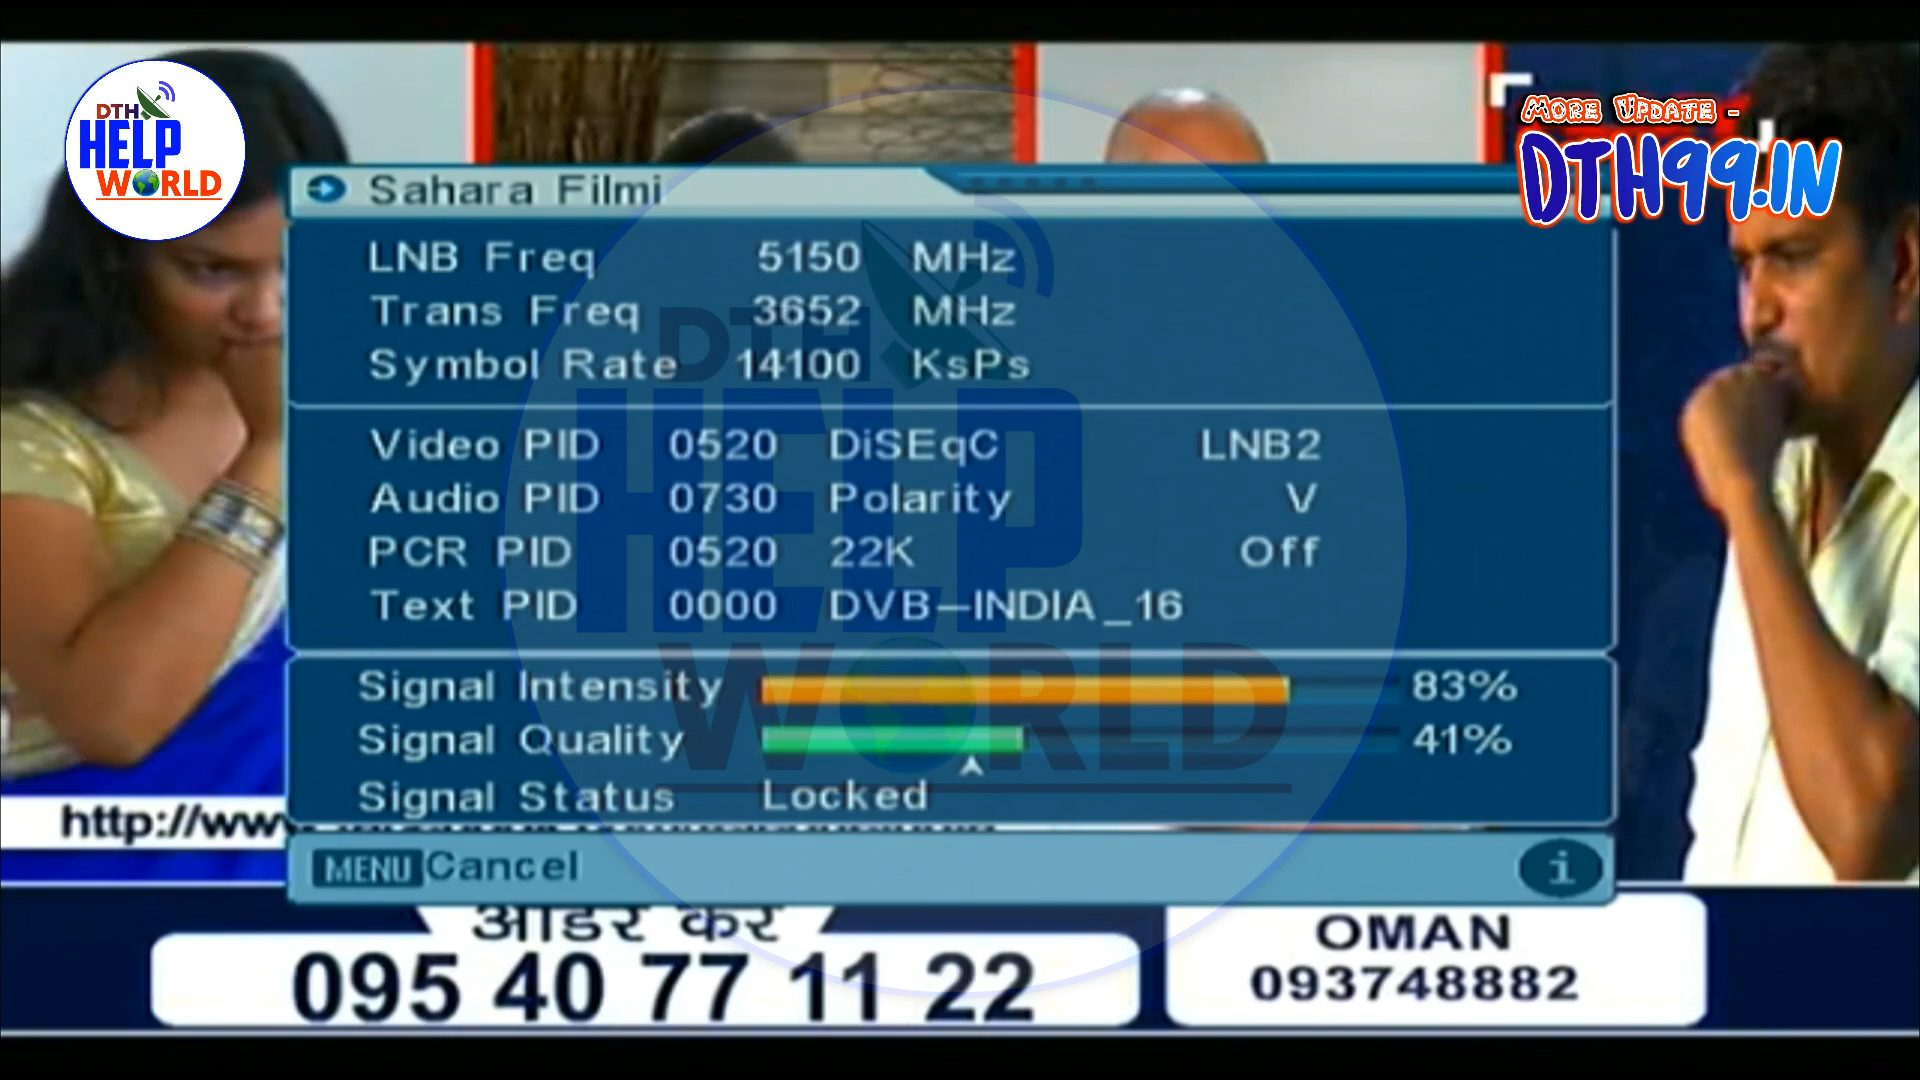 DTH
HELP
WORLD
MORE UPDATE -
DTH99.IN
Sahara Filmi
LNB Freq 5150 MHz
Trans Freq 3652 MHz
Symbol Rate 14100 KsPs
Video PID 0520 DiSEqC LNB2
Audio PID 0730 Polarity V
PCR PID 0520 22K Off
Text PID 0000 DVB-INDIA_16
DTH
HELP
WORLD
Signal Intensity 83%
Signal Quality 41%
Signal Status Locked
http://www.
MENU Cancel i
ऑर्डर करें
095 40 77 11 22
OMAN
093748882